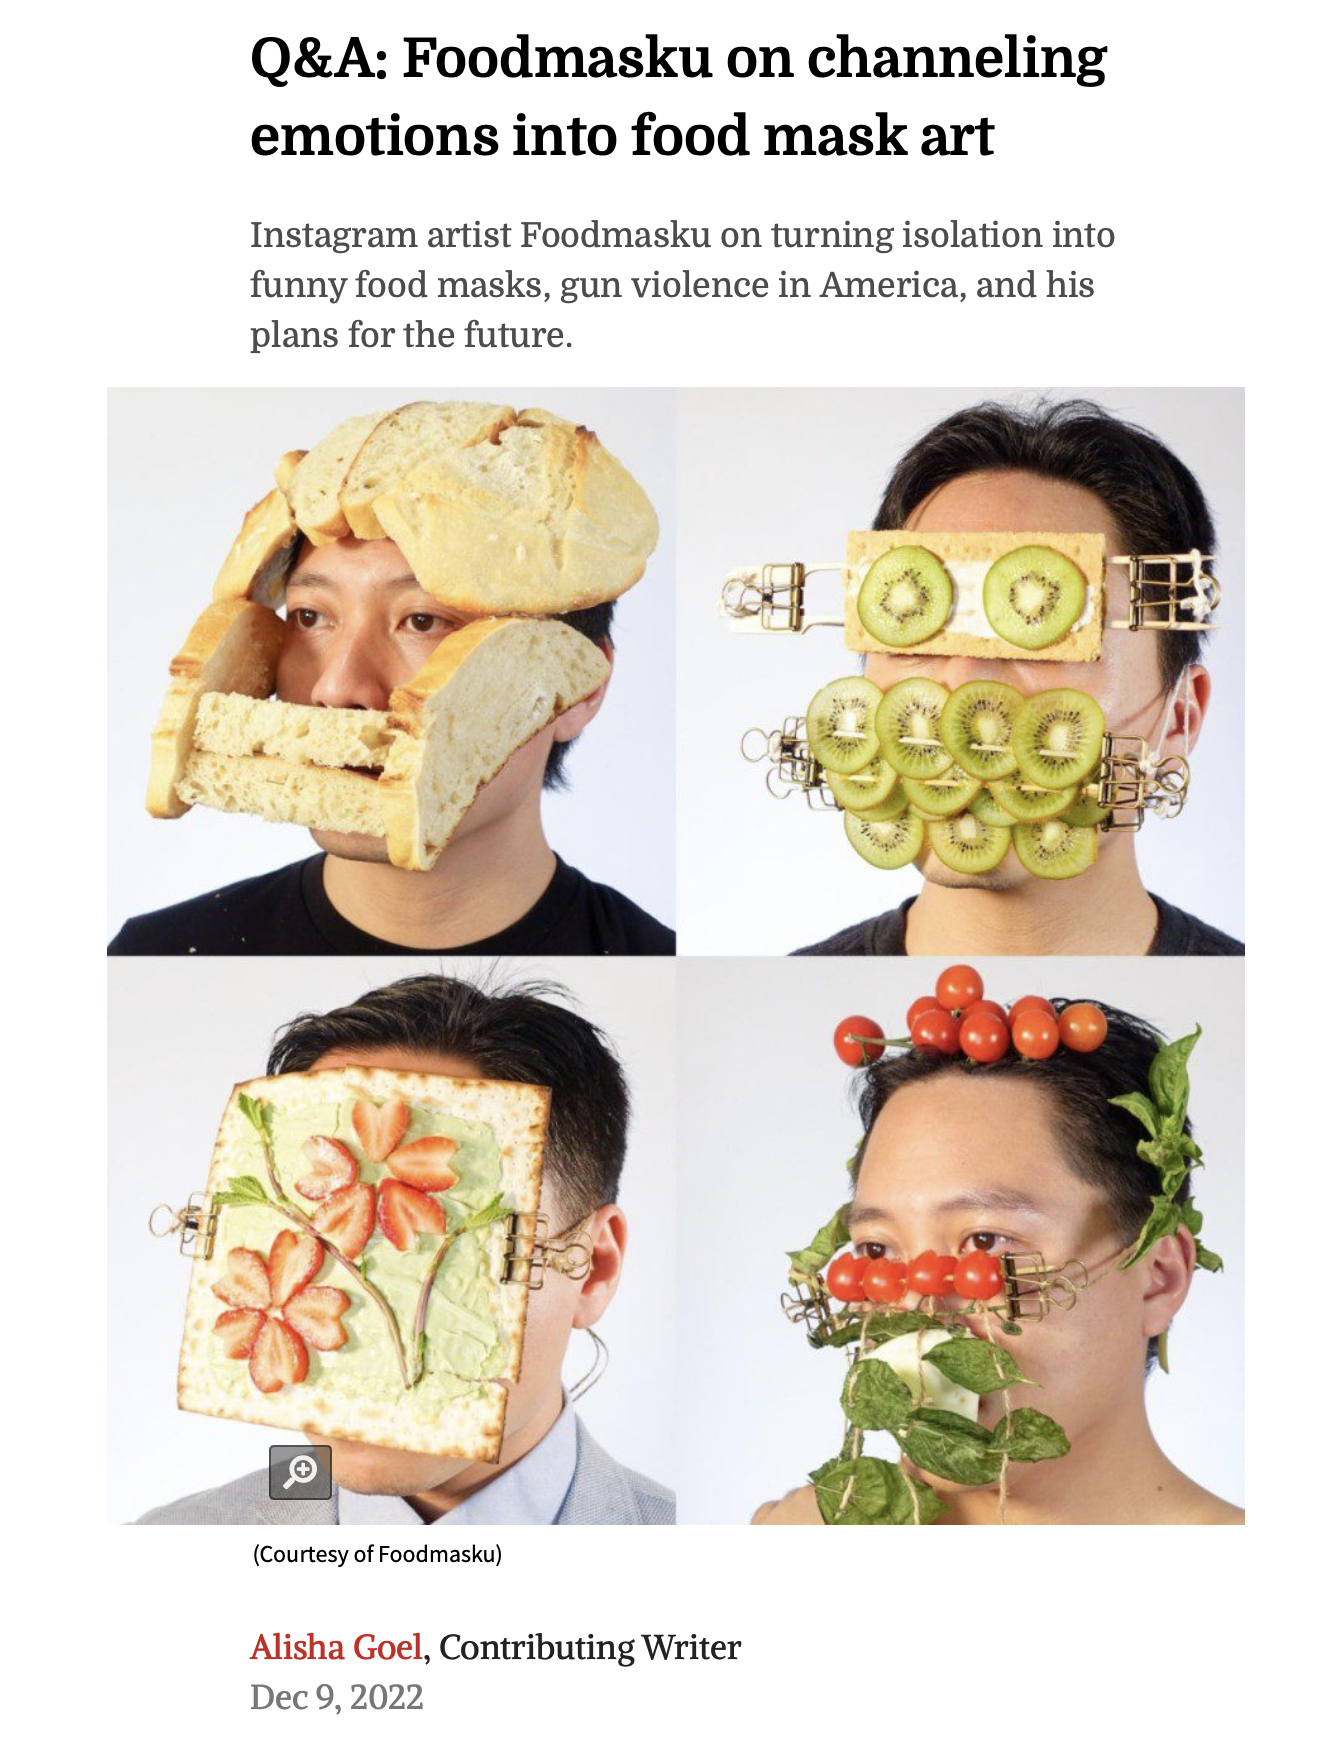 Q&A: Foodmasku on channeling
emotions into food mask art
Instagram artist Foodmasku on turning isolation into
funny food masks, gun violence in America, and his
plans for the future.
(Courtesy of Foodmasku)
Alisha Goel, Contributing Writer
Dec 9, 2022